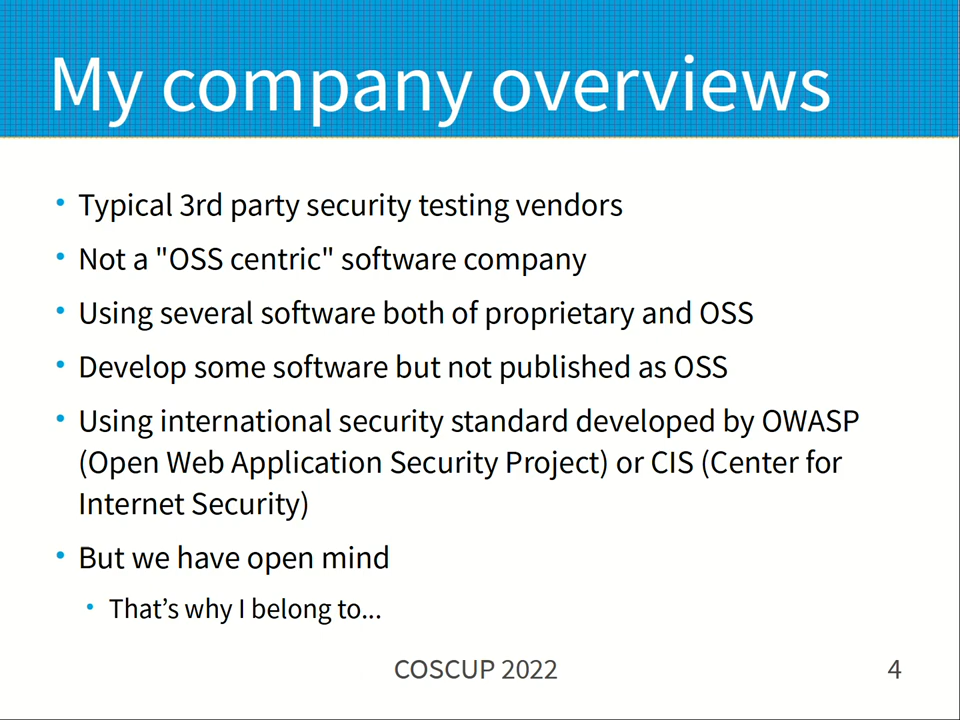 My company overviews
• Typical 3rd party security testing vendors
• Not a "OSS centric" software company
• Using several software both of proprietary and OSS
• Develop some software but not published as OSS
• Using international security standard developed by OWASP
(Open Web Application Security Project) or CIS (Center for
Internet Security)
• But we have open mind
• That’s why I belong to...
COSCUP 2022
4